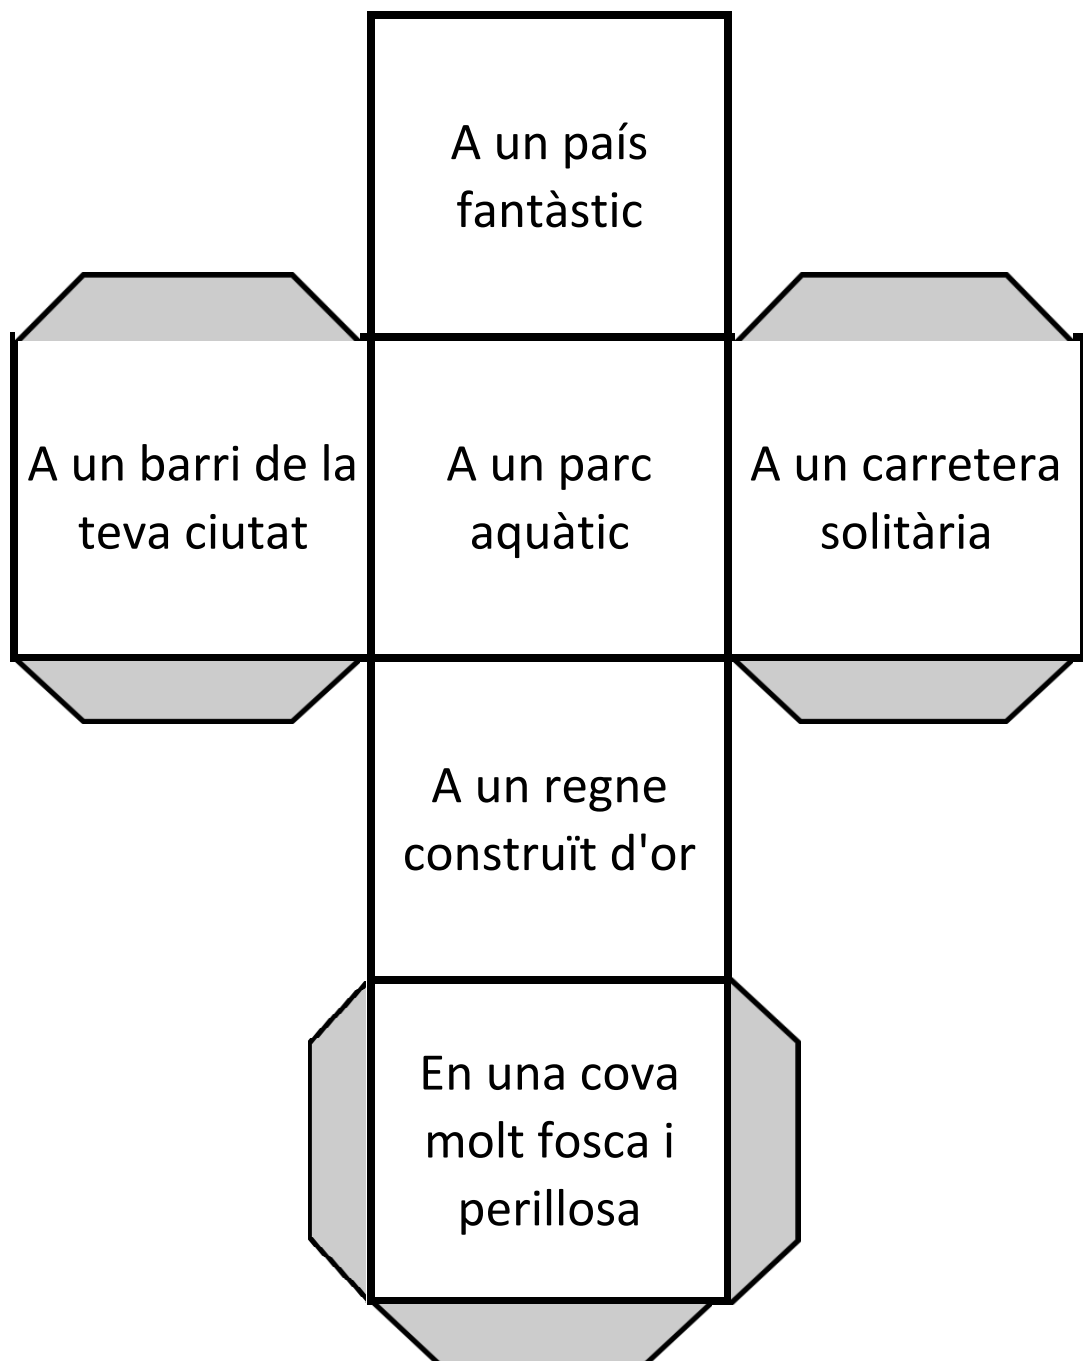 A un país
fantàstic
A un barri de la
teva ciutat
A un parc
aquàtic
A un carretera
solitària
A un regne
construït d'or
En una cova
molt fosca i
perillosa